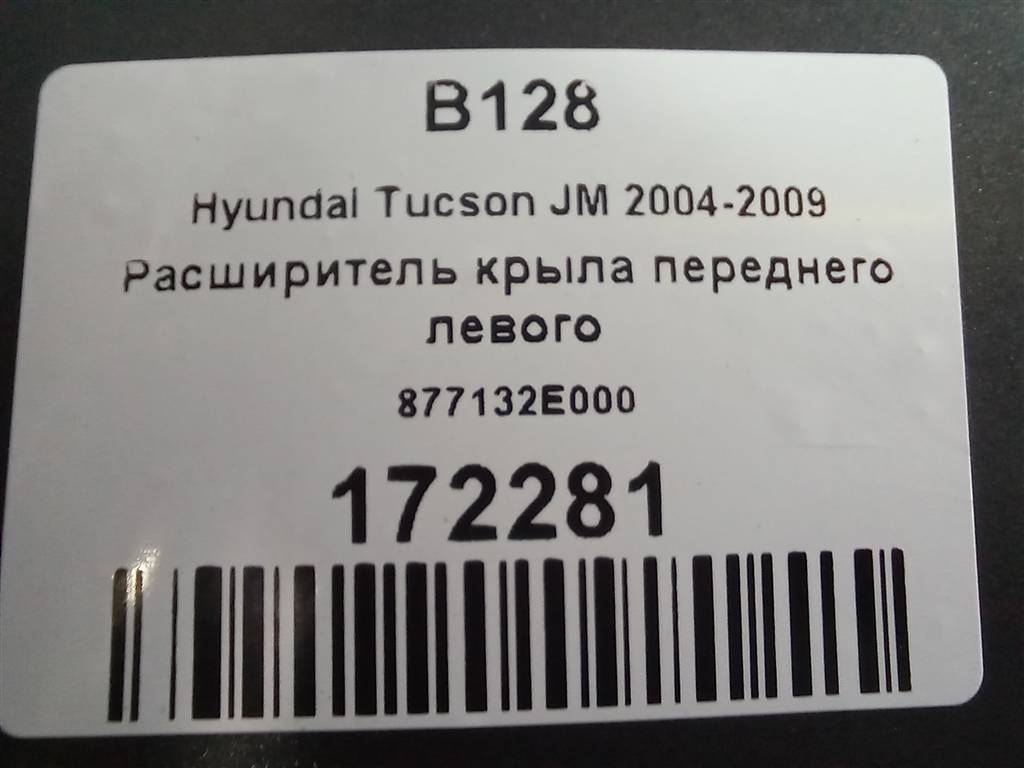 B128
Hyundai Tucson JM 2004-2009
Расширитель крыла переднего
левого
877132E000
172281